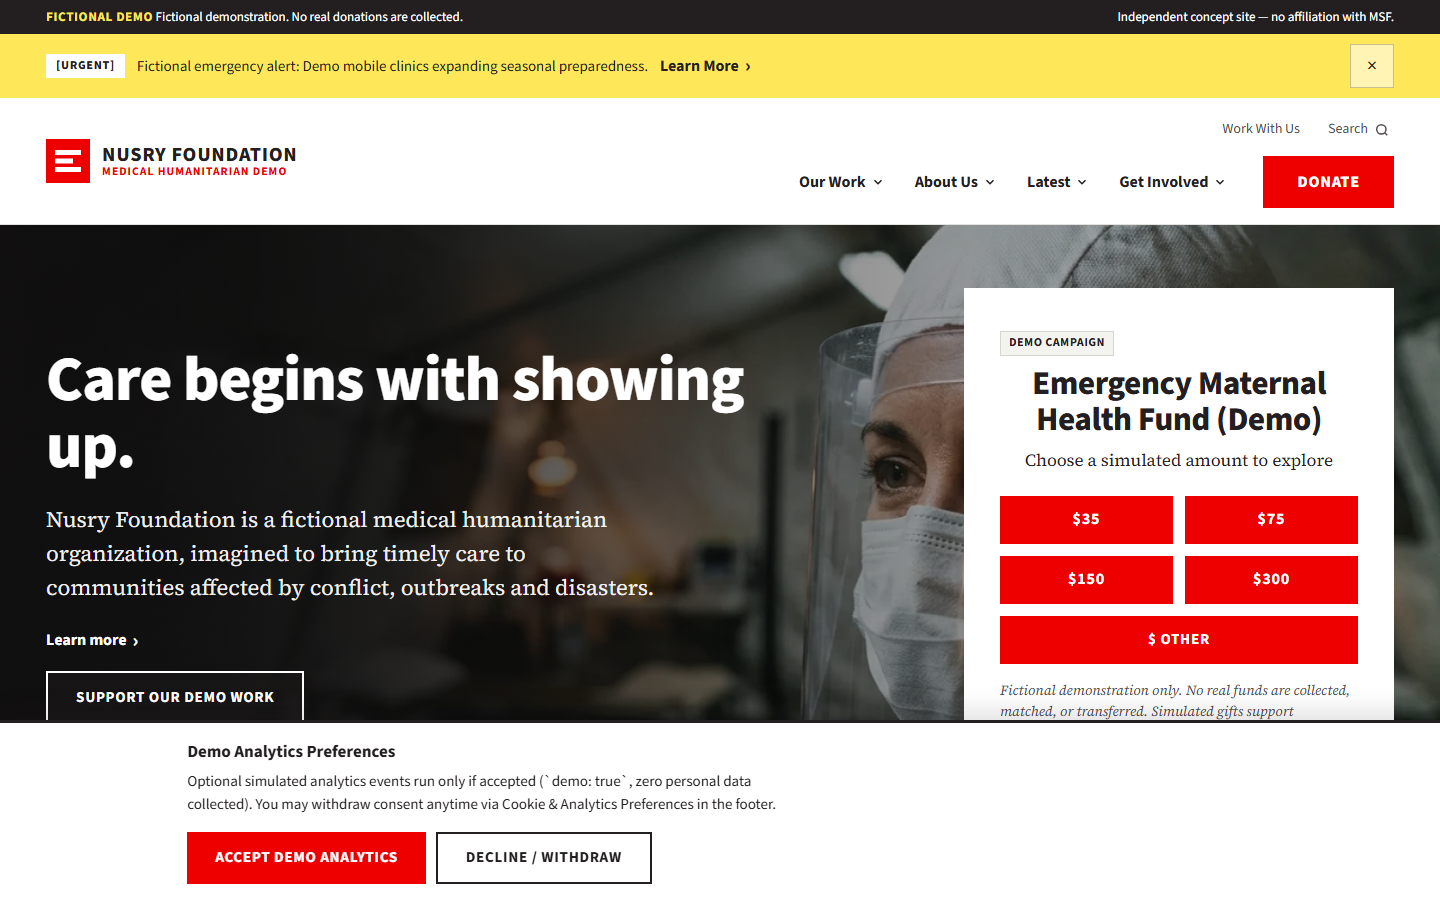 FICTIONAL DEMO Fictional demonstration. No real donations are collected.
Independent concept site — no affiliation with MSF.
[URGENT] Fictional emergency alert: Demo mobile clinics expanding seasonal preparedness. Learn More ›
×
Work With Us Search
NUSRY FOUNDATION
MEDICAL HUMANITARIAN DEMO
Our Work About Us Latest Get Involved DONATE
Care begins with showing
up.
Nusry Foundation is a fictional medical humanitarian
organization, imagined to bring timely care to
communities affected by conflict, outbreaks and disasters.
Learn more ›
SUPPORT OUR DEMO WORK
DEMO CAMPAIGN
Emergency Maternal
Health Fund (Demo)
Choose a simulated amount to explore
$35 $75
$150 $300
$ OTHER
Fictional demonstration only. No real funds are collected,
matched, or transferred. Simulated gifts support
Demo Analytics Preferences
Optional simulated analytics events run only if accepted (`demo: true`, zero personal data
collected). You may withdraw consent anytime via Cookie & Analytics Preferences in the footer.
ACCEPT DEMO ANALYTICS DECLINE / WITHDRAW